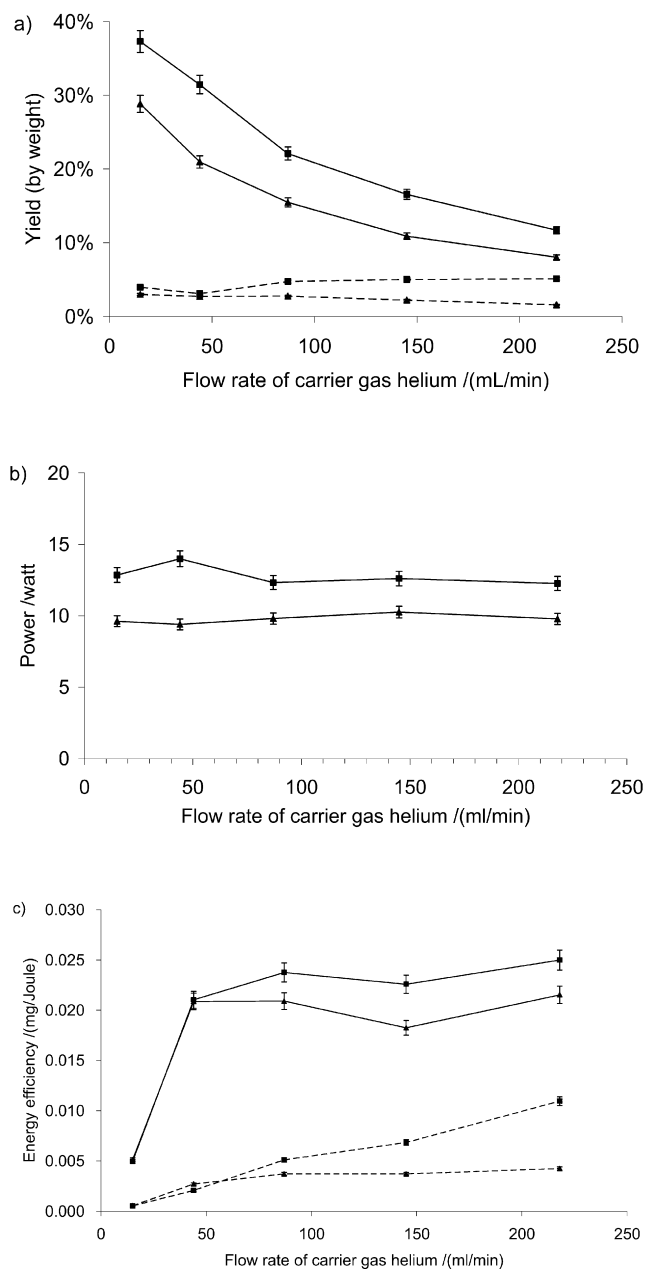 a)
40%
30%
20%
10%
0%
Yield (by weight)
0 50 100 150 200 250
Flow rate of carrier gas helium /(mL/min)
b)
20
15
10
5
0
Power /watt
0 50 100 150 200 250
Flow rate of carrier gas helium /(ml/min)
c)
0.030
0.025
0.020
0.015
0.010
0.005
0.000
Energy efficiency /(mg/Joule)
0 50 100 150 200 250
Flow rate of carrier gas helium /(ml/min)